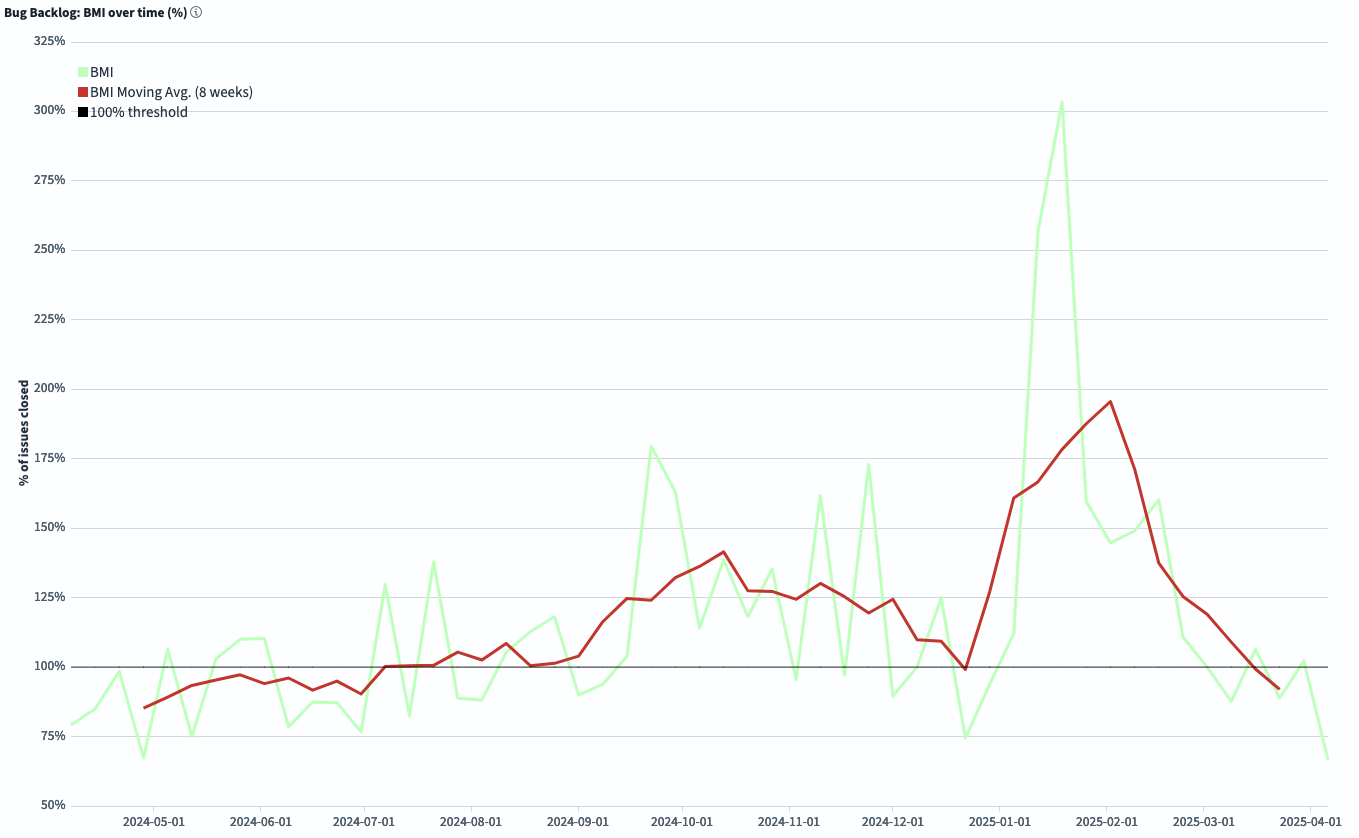 Bug Backlog: BMI over time (%) ⓘ
325%
BMI
BMI Moving Avg. (8 weeks)
300%
100% threshold
275%
250%
225%
200%
% of issues closed
175%
150%
125%
100%
75%
50%
2024-05-01 2024-06-01 2024-07-01 2024-08-01 2024-09-01 2024-10-01 2024-11-01 2024-12-01 2025-01-01 2025-02-01 2025-03-01 2025-04-01